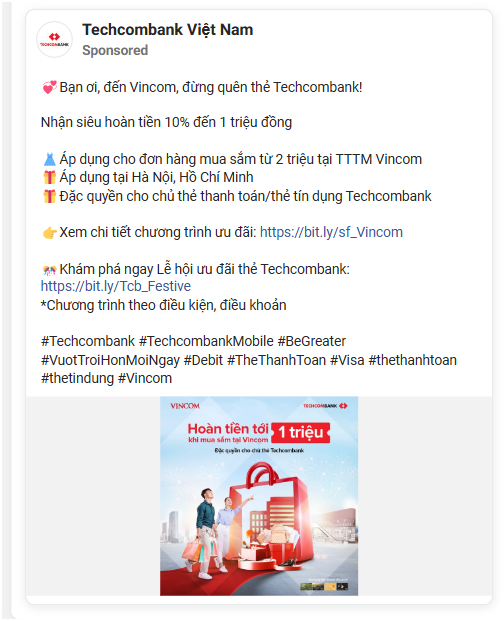 Techcombank Việt Nam
TECHCOMBANK
Sponsored
💞Bạn ơi, đến Vincom, đừng quên thẻ Techcombank!
Nhận siêu hoàn tiền 10% đến 1 triệu đồng
👗Áp dụng cho đơn hàng mua sắm từ 2 triệu tại TTTM Vincom
🎁Áp dụng tại Hà Nội, Hồ Chí Minh
🎁Đặc quyền cho chủ thẻ thanh toán/thẻ tín dụng Techcombank
👉Xem chi tiết chương trình ưu đãi: https://bit.ly/sf_Vincom
🎊Khám phá ngay Lễ hội ưu đãi thẻ Techcombank:
https://bit.ly/Tcb_Festive
*Chương trình theo điều kiện, điều khoản
#Techcombank #TechcombankMobile #BeGreater
#VuotTroiHonMoiNgay #Debit #TheThanhToan #Visa #thethanhtoan
#thetindung #Vincom
VINCOM TECHCOMBANK
Hoàn tiền tới 1 triệu
khi mua sắm tại Vincom
Đặc quyền cho chủ thẻ Techcombank